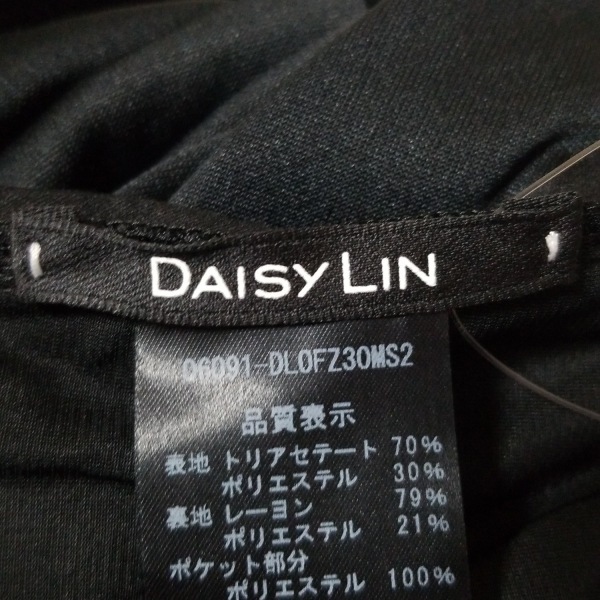 DAISY LIN
06091-DL0FZ30MS2
品質表示
表地 トリアセテート 70%
ポリエステル 30%
裏地 レーヨン 79%
ポリエステル 21%
ポケット部分
ポリエステル 100%